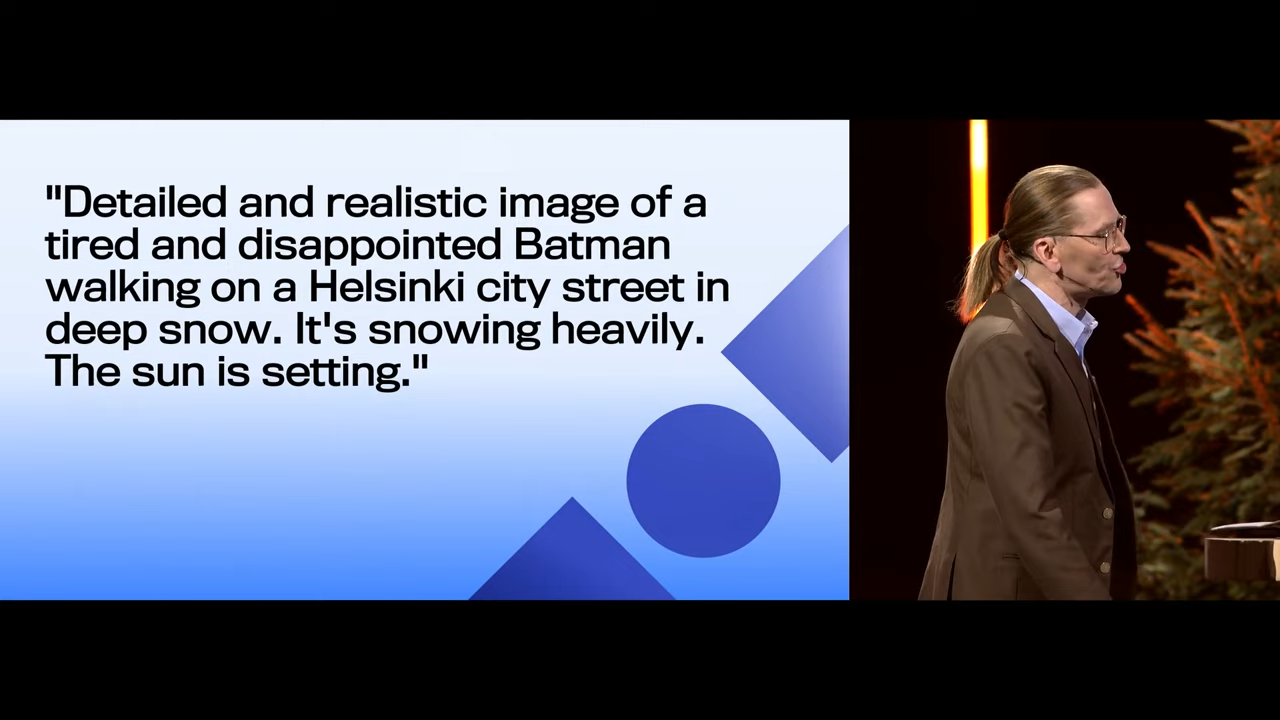 "Detailed and realistic image of a
tired and disappointed Batman
walking on a Helsinki city street in
deep snow. It's snowing heavily.
The sun is setting."